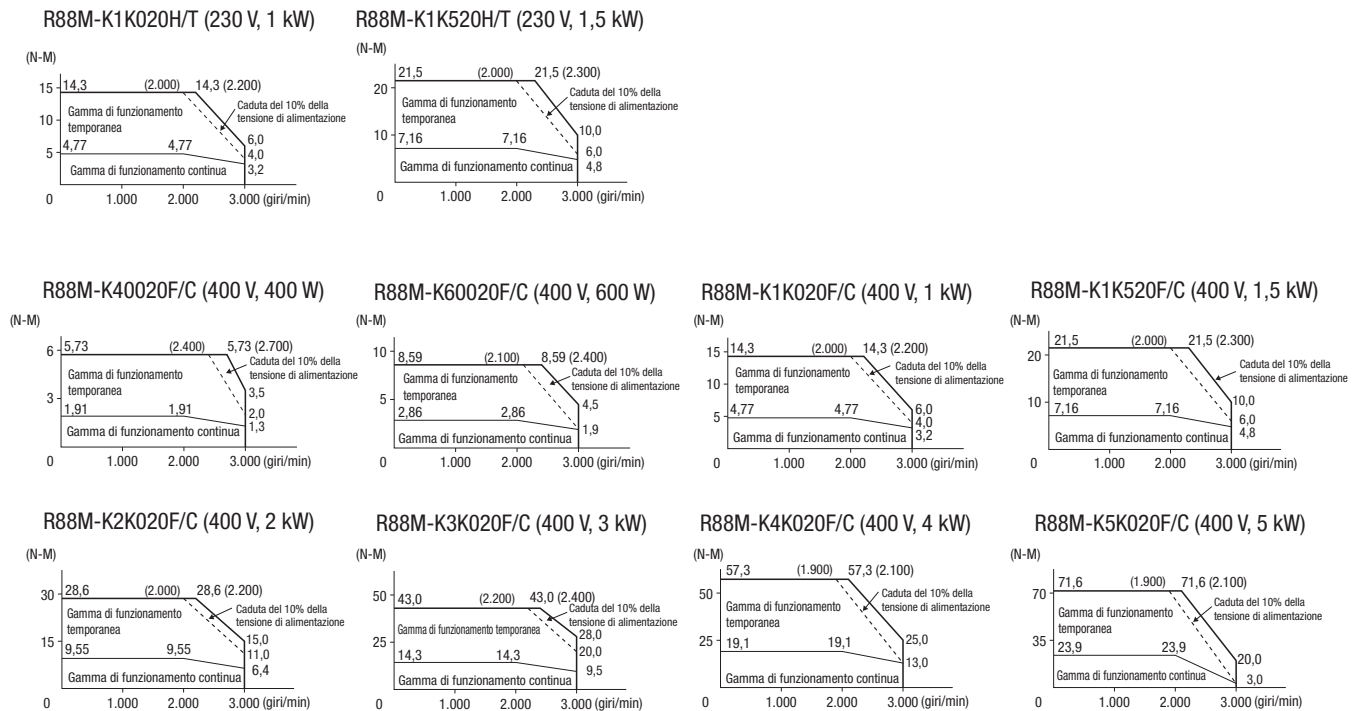 R88M-K1K020H/T (230 V, 1 kW)
(N-M)
15
14,3
(2.000)
14,3 (2.200)
Caduta del 10% della
tensione di alimentazione
Gamma di funzionamento
temporanea
10
6,0
4,77
4,77
4,0
5
3,2
Gamma di funzionamento continua
0
1.000
2.000
3.000 (giri/min)
R88M-K1K520H/T (230 V, 1,5 kW)
(N-M)
21,5
(2.000)
21,5 (2.300)
20
Caduta del 10% della
tensione di alimentazione
Gamma di funzionamento
temporanea
10
10,0
7,16
7,16
6,0
4,8
Gamma di funzionamento continua
0
1.000
2.000
3.000 (giri/min)
R88M-K40020F/C (400 V, 400 W)
(N-M)
6
5,73
(2.400)
5,73 (2.700)
Caduta del 10% della
tensione di alimentazione
Gamma di funzionamento
temporanea
3
3,5
1,91
1,91
2,0
1,3
Gamma di funzionamento continua
0
1.000
2.000
3.000 (giri/min)
R88M-K60020F/C (400 V, 600 W)
(N-M)
10
8,59
(2.100)
8,59 (2.400)
Caduta del 10% della
tensione di alimentazione
Gamma di funzionamento
temporanea
5
4,5
2,86
2,86
1,9
Gamma di funzionamento continua
0
1.000
2.000
3.000 (giri/min)
R88M-K1K020F/C (400 V, 1 kW)
(N-M)
15
14,3
(2.000)
14,3 (2.200)
Caduta del 10% della
tensione di alimentazione
Gamma di funzionamento
temporanea
10
6,0
4,77
4,77
4,0
5
3,2
Gamma di funzionamento continua
0
1.000
2.000
3.000 (giri/min)
R88M-K1K520F/C (400 V, 1,5 kW)
(N-M)
21,5
(2.000)
21,5 (2.300)
20
Caduta del 10% della
tensione di alimentazione
Gamma di funzionamento
temporanea
10
10,0
7,16
7,16
6,0
4,8
Gamma di funzionamento continua
0
1.000
2.000
3.000 (giri/min)
R88M-K2K020F/C (400 V, 2 kW)
(N-M)
30
28,6
(2.000)
28,6 (2.200)
Caduta del 10% della
tensione di alimentazione
Gamma di funzionamento
temporanea
15
15,0
9,55
9,55
11,0
6,4
Gamma di funzionamento continua
0
1.000
2.000
3.000 (giri/min)
R88M-K3K020F/C (400 V, 3 kW)
(N-M)
50
43,0
(2.200)
43,0 (2.400)
Caduta del 10% della
tensione di alimentazione
Gamma di funzionamento temporanea
25
28,0
14,3
14,3
20,0
9,5
Gamma di funzionamento continua
0
1.000
2.000
3.000 (giri/min)
R88M-K4K020F/C (400 V, 4 kW)
(N-M)
57,3
(1.900)
57,3 (2.100)
50
Caduta del 10% della
tensione di alimentazione
Gamma di funzionamento
temporanea
25
25,0
19,1
19,1
13,0
Gamma di funzionamento continua
0
1.000
2.000
3.000 (giri/min)
R88M-K5K020F/C (400 V, 5 kW)
(N-M)
71,6
(1.900)
71,6 (2.100)
70
Caduta del 10% della
tensione di alimentazione
Gamma di funzionamento
temporanea
35
23,9
23,9
20,0
3,0
Gamma di funzionamento continua
0
1.000
2.000
3.000 (giri/min)